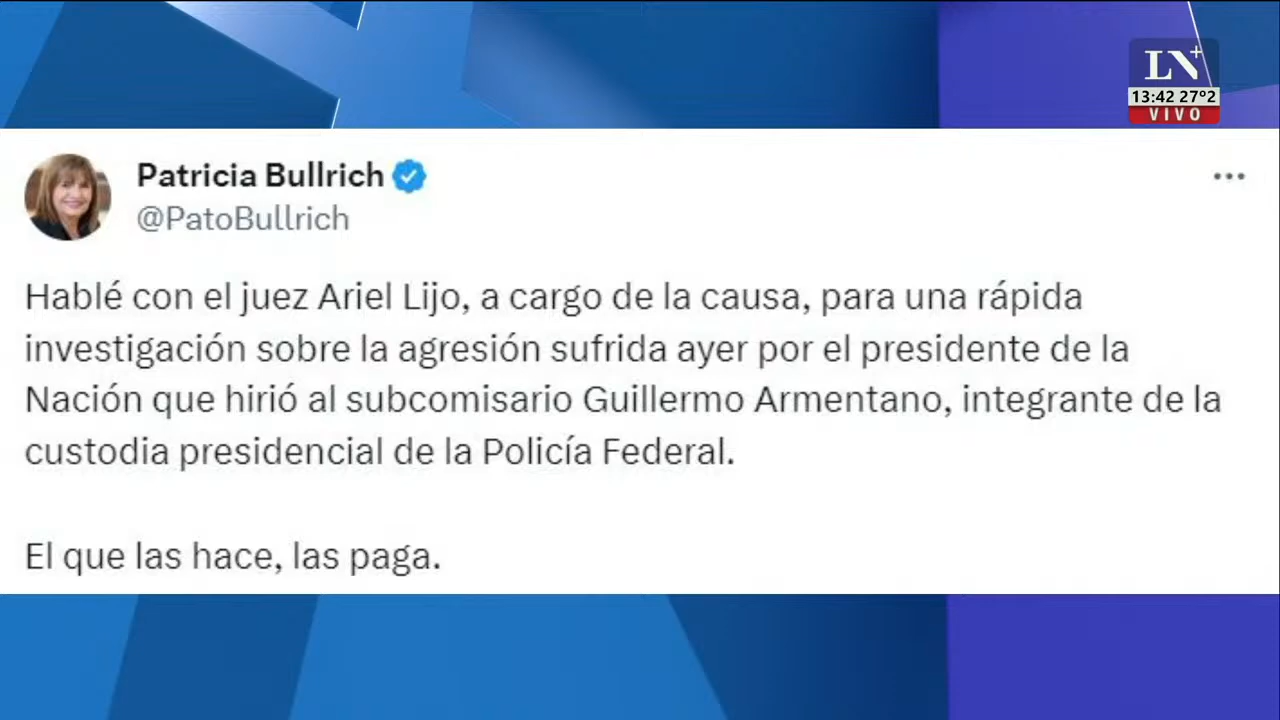 LN+
13:42 27º2
VIVO
Patricia Bullrich
@PatoBullrich
Hablé con el juez Ariel Lijo, a cargo de la causa, para una rápida
investigación sobre la agresión sufrida ayer por el presidente de la
Nación que hirió al subcomisario Guillermo Armentano, integrante de la
custodia presidencial de la Policía Federal.
El que las hace, las paga.